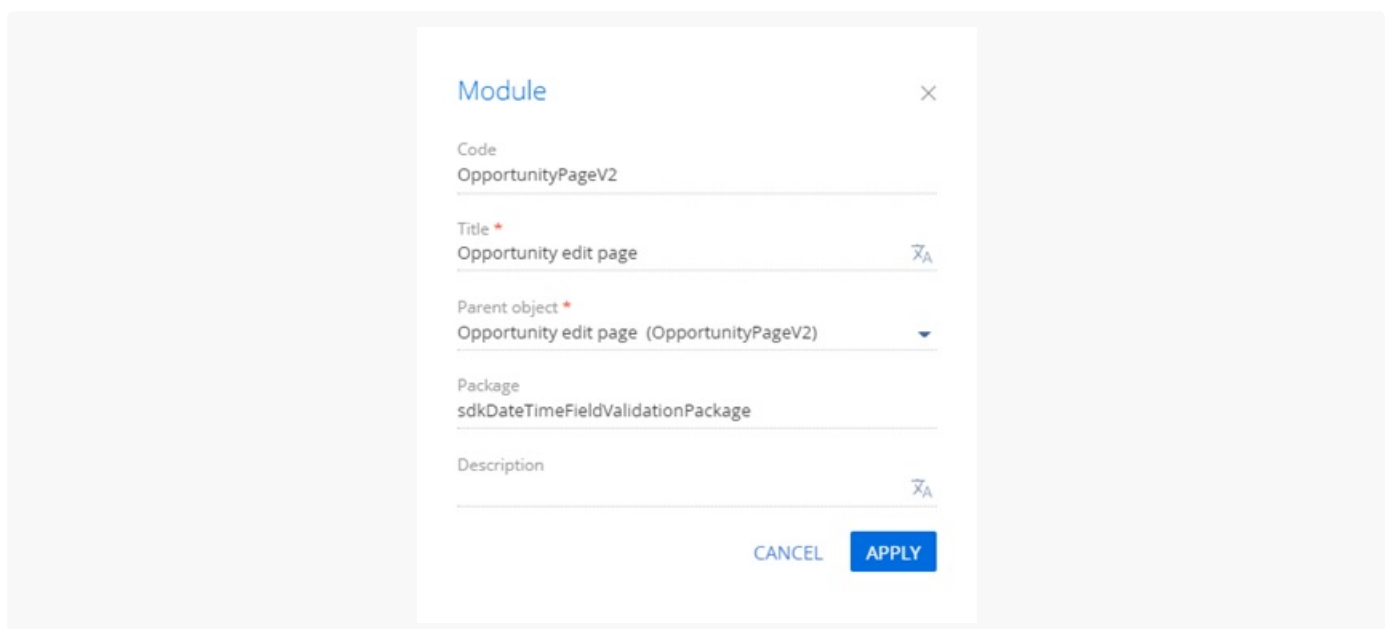 Module
Code
OpportunityPageV2
Title *
Opportunity edit page
Parent object *
Opportunity edit page (OpportunityPageV2)
Package
sdkDateTimeFieldValidationPackage
Description
CANCEL APPLY